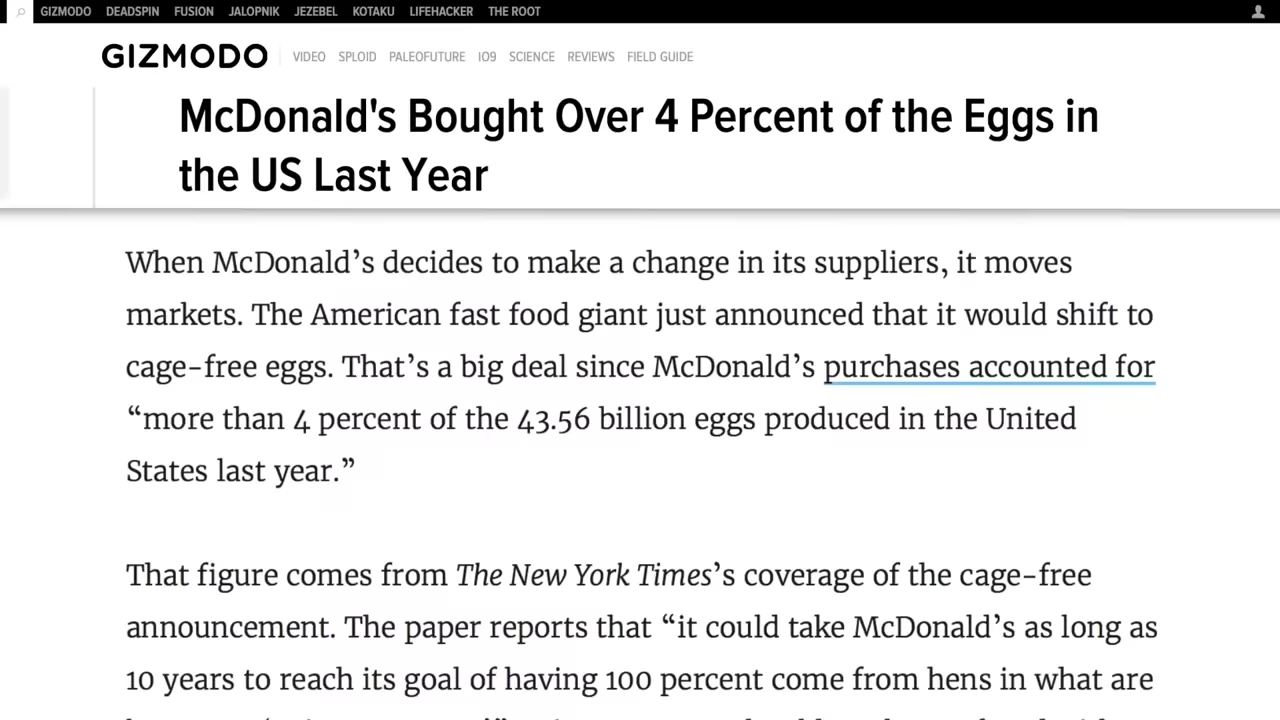 GIZMODO DEADSPIN FUSION JALOPNIK JEZEBEL KOTAKU LIFEHACKER THE ROOT
GIZMODO VIDEO SPLOID PALEOFUTURE IO9 SCIENCE REVIEWS FIELD GUIDE
McDonald's Bought Over 4 Percent of the Eggs in
the US Last Year
When McDonald’s decides to make a change in its suppliers, it moves
markets. The American fast food giant just announced that it would shift to
cage-free eggs. That’s a big deal since McDonald’s purchases accounted for
“more than 4 percent of the 43.56 billion eggs produced in the United
States last year.”
That figure comes from The New York Times’s coverage of the cage-free
announcement. The paper reports that “it could take McDonald’s as long as
10 years to reach its goal of having 100 percent come from hens in what are